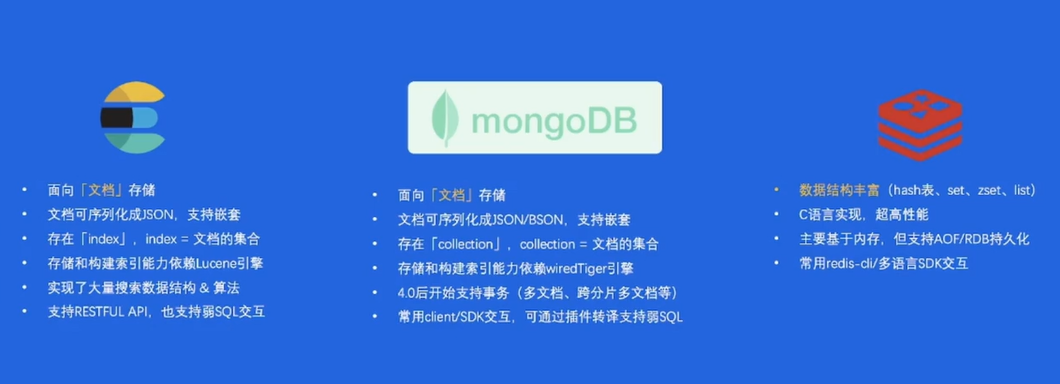 面向「文档」存储
文档可序列化成JSON，支持嵌套
存在「index」，index = 文档的集合
存储和构建索引能力依赖Lucene引擎
实现了大量搜索数据结构 & 算法
支持RESTFUL API，也支持弱SQL交互
mongoDB
面向「文档」存储
文档可序列化成JSON/BSON，支持嵌套
存在「collection」，collection = 文档的集合
存储和构建索引能力依赖wiredTiger引擎
4.0后开始支持事务（多文档、跨分片多文档等）
常用client/SDK交互，可通过插件转译支持弱SQL
数据结构丰富（hash表、set、zset、list）
C语言实现，超高性能
主要基于内存，但支持AOF/RDB持久化
常用redis-cli/多语言SDK交互